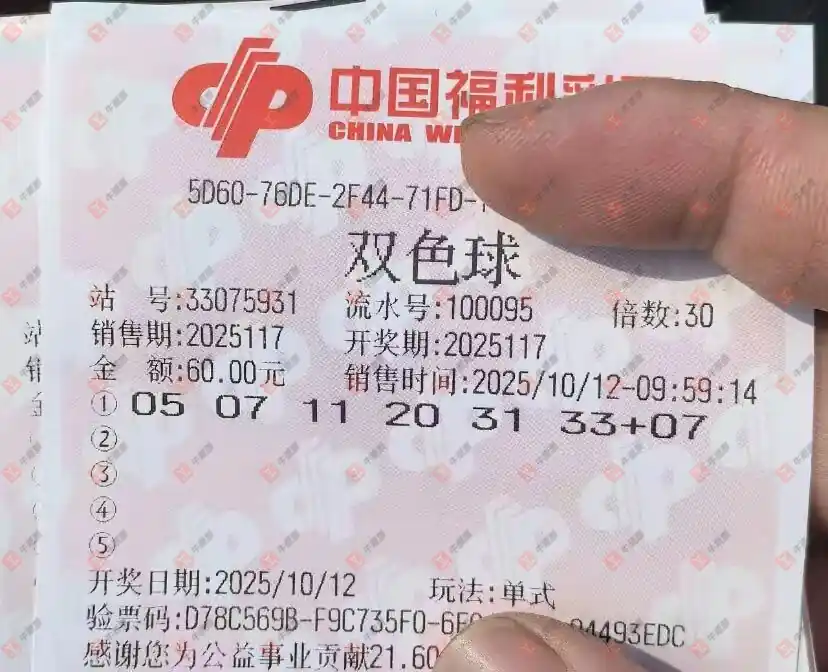 中国福利彩
CHINA WE
5D60-76DE-2F44-71FD-
双色球
站 号:33075931 流水号:100095 倍数:30
销售期:2025117 开奖期:2025117
金 额:60.00元 销售时间:2025/10/12-09:59:14
① 05 07 11 20 31 33+07
②
③
④
⑤
开奖日期:2025/10/12 玩法:单式
验票码:D78C569B-F9C735F0-6F 04493EDC
感谢您为公益事业贡献21.60